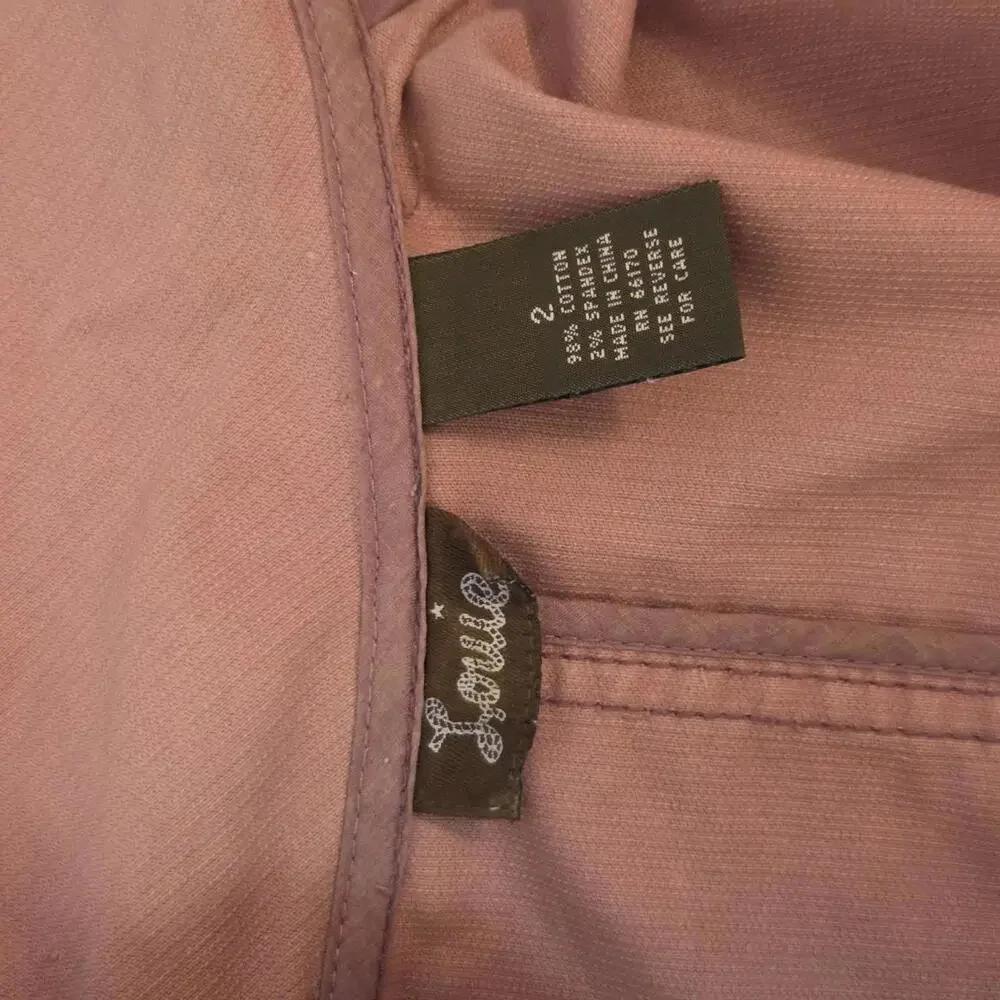 2
98% COTTON
2% SPANDEX
MADE IN CHINA
RN 66170
SEE REVERSE
FOR CARE
Louie